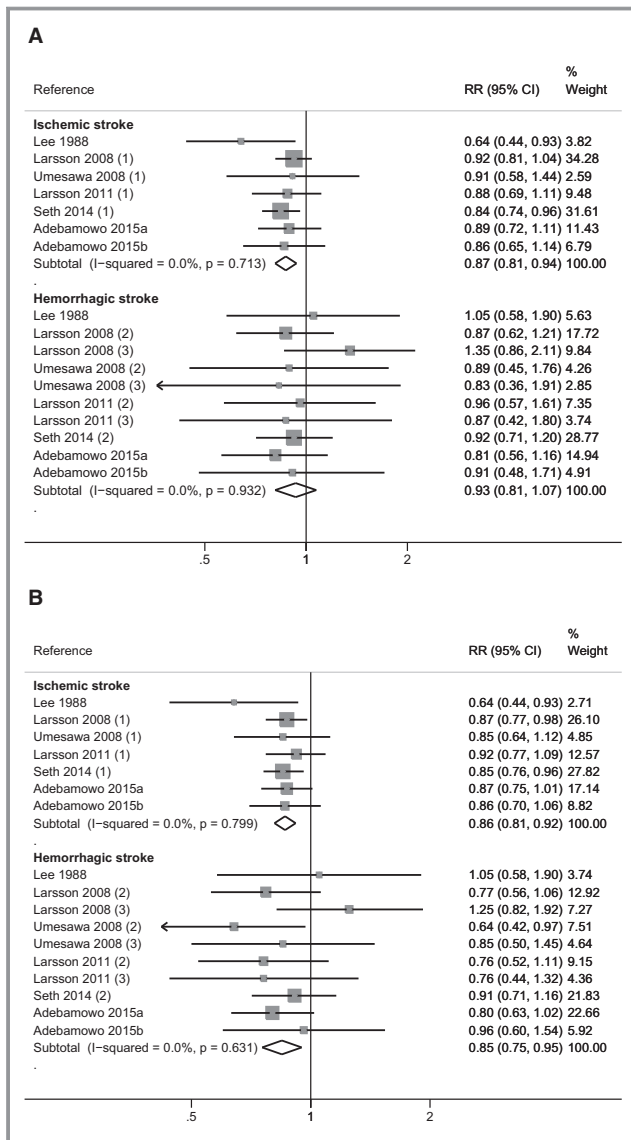 A
%
Reference RR (95% CI) Weight
Ischemic stroke
Lee 1988 0.64 (0.44, 0.93) 3.82
Larsson 2008 (1) 0.92 (0.81, 1.04) 34.28
Umesawa 2008 (1) 0.91 (0.58, 1.44) 2.59
Larsson 2011 (1) 0.88 (0.69, 1.11) 9.48
Seth 2014 (1) 0.84 (0.74, 0.96) 31.61
Adebamowo 2015a 0.89 (0.72, 1.11) 11.43
Adebamowo 2015b 0.86 (0.65, 1.14) 6.79
Subtotal (I−squared = 0.0%, p = 0.713) 0.87 (0.81, 0.94) 100.00
.
Hemorrhagic stroke
Lee 1988 1.05 (0.58, 1.90) 5.63
Larsson 2008 (2) 0.87 (0.62, 1.21) 17.72
Larsson 2008 (3) 1.35 (0.86, 2.11) 9.84
Umesawa 2008 (2) 0.89 (0.45, 1.76) 4.26
Umesawa 2008 (3) 0.83 (0.36, 1.91) 2.85
Larsson 2011 (2) 0.96 (0.57, 1.61) 7.35
Larsson 2011 (3) 0.87 (0.42, 1.80) 3.74
Seth 2014 (2) 0.92 (0.71, 1.20) 28.77
Adebamowo 2015a 0.81 (0.56, 1.16) 14.94
Adebamowo 2015b 0.91 (0.48, 1.71) 4.91
Subtotal (I−squared = 0.0%, p = 0.932) 0.93 (0.81, 1.07) 100.00
.
.5 1 2
B
%
Reference RR (95% CI) Weight
Ischemic stroke
Lee 1988 0.64 (0.44, 0.93) 2.71
Larsson 2008 (1) 0.87 (0.77, 0.98) 26.10
Umesawa 2008 (1) 0.85 (0.64, 1.12) 4.85
Larsson 2011 (1) 0.92 (0.77, 1.09) 12.57
Seth 2014 (1) 0.85 (0.76, 0.96) 27.82
Adebamowo 2015a 0.87 (0.75, 1.01) 17.14
Adebamowo 2015b 0.86 (0.70, 1.06) 8.82
Subtotal (I−squared = 0.0%, p = 0.799) 0.86 (0.81, 0.92) 100.00
.
Hemorrhagic stroke
Lee 1988 1.05 (0.58, 1.90) 3.74
Larsson 2008 (2) 0.77 (0.56, 1.06) 12.92
Larsson 2008 (3) 1.25 (0.82, 1.92) 7.27
Umesawa 2008 (2) 0.64 (0.42, 0.97) 7.51
Umesawa 2008 (3) 0.85 (0.50, 1.45) 4.64
Larsson 2011 (2) 0.76 (0.52, 1.11) 9.15
Larsson 2011 (3) 0.76 (0.44, 1.32) 4.36
Seth 2014 (2) 0.91 (0.71, 1.16) 21.83
Adebamowo 2015a 0.80 (0.63, 1.02) 22.66
Adebamowo 2015b 0.96 (0.60, 1.54) 5.92
Subtotal (I−squared = 0.0%, p = 0.631) 0.85 (0.75, 0.95) 100.00
.
.5 1 2